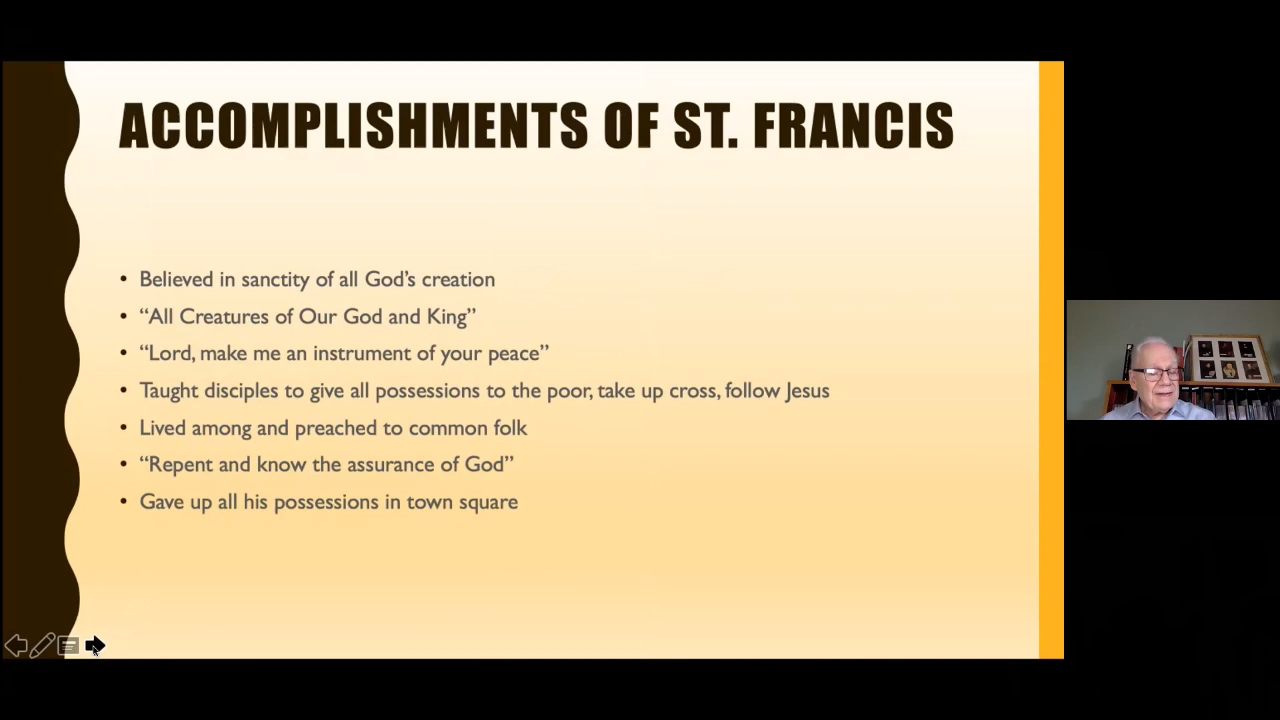 ACCOMPLISHMENTS OF ST. FRANCIS
• Believed in sanctity of all God’s creation
• “All Creatures of Our God and King”
• “Lord, make me an instrument of your peace”
• Taught disciples to give all possessions to the poor, take up cross, follow Jesus
• Lived among and preached to common folk
• “Repent and know the assurance of God”
• Gave up all his possessions in town square